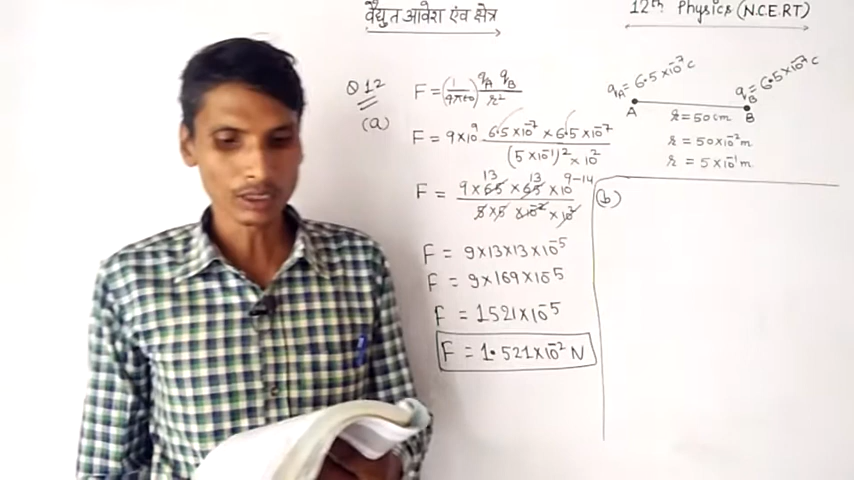 वैद्युत आवेश एंव क्षेत्र
12th Physics (N.C.E.R.T)
Q 12
(a)
F = (1/4πε0) qA qB / r²
F = 9×10⁹ 6.5×10⁻⁷ × 6.5×10⁻⁷ / (5×10⁻¹)² × 10²
F = 9×65×65×10⁹⁻¹⁴ / 5×5×10⁻²×10²
13 13
F = 9×13×13×10⁻⁵
F = 9×169×10⁻⁵
F = 1521×10⁻⁵
F = 1.521×10⁻² N
qA = 6.5×10⁻⁷ C
qB = 6.5×10⁻⁷ C
A B
r = 50 cm
r = 50×10⁻² m
r = 5×10⁻¹ m
(b)